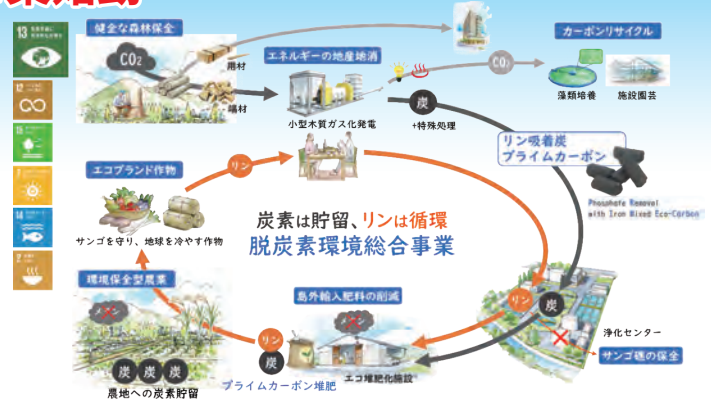 健全な森林保全
カーボンリサイクル
13
CO₂
用材
エネルギーの地産地消
CO₂
端材
藻類培養
施設園芸
12
小型木質ガス化発電
炭
+特殊処理
リン吸着炭
プライムカーボン
エコブランド作物
リン
15
7
Phosphate Removal
with Iron Mixed Eco-Carbon
炭素は貯留、リンは循環
脱炭素環境総合事業
サンゴを守り、地球を冷やす作物
14
環境保全型農業
島外輸入肥料の削減
リン
炭
2
浄化センター
リン
サンゴ礁の保全
炭
炭 炭 炭
プライムカーボン堆肥
エコ堆肥化施設
農地への炭素貯留